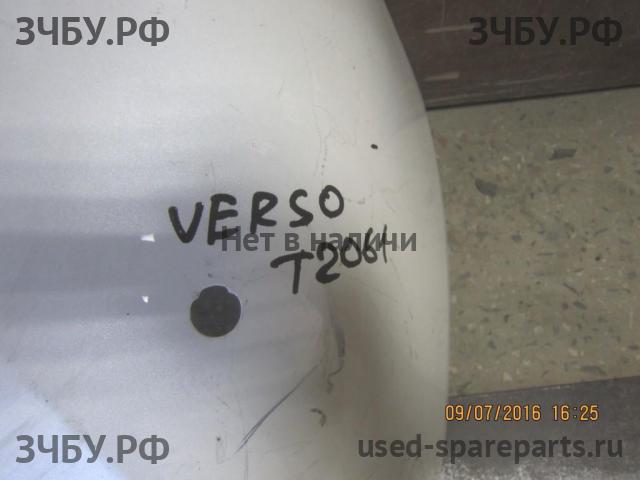 ЗЧБУ.РФ ЗЧБУ.РФ
VERSO
Нет в наличи
T2064
09/07/2016 16:25
ЗЧБУ.РФ used-spareparts.ru